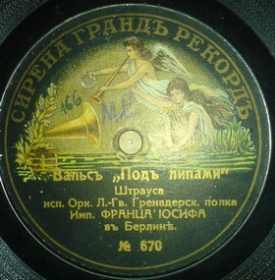 СИРЕНА ГРАНДЪ РЕКОРДЪ
166
Вальсъ „Подъ липами“
Штрауса
исп. Орк. Л.-Гв. Гренадерск. полка
Имп. ФРАНЦА ІОСИФА
въ Берлинѣ.
№ 670